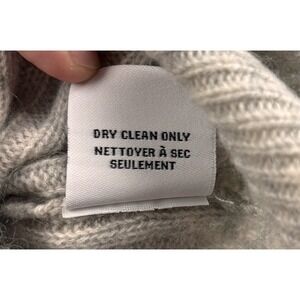 DRY CLEAN ONLY
NETTOYER À SEC
SEULEMENT